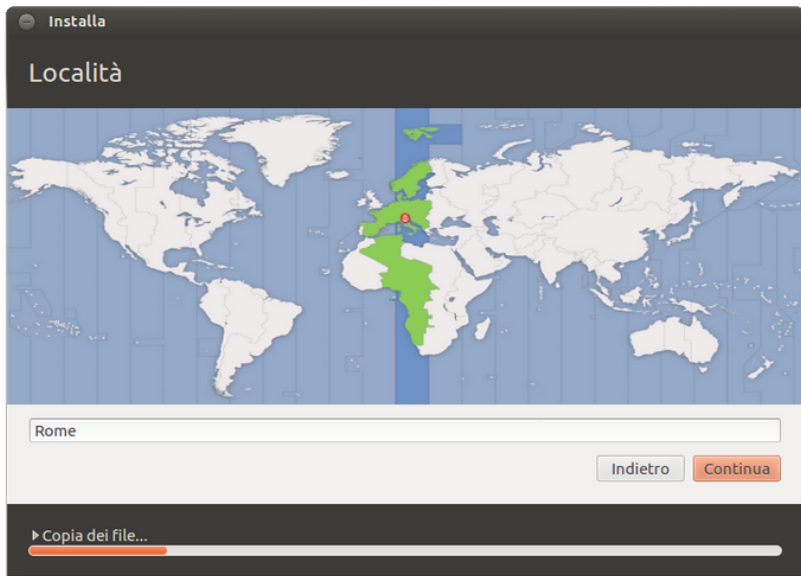 Installa
Località
Rome
Indietro Continua
Copia dei file...